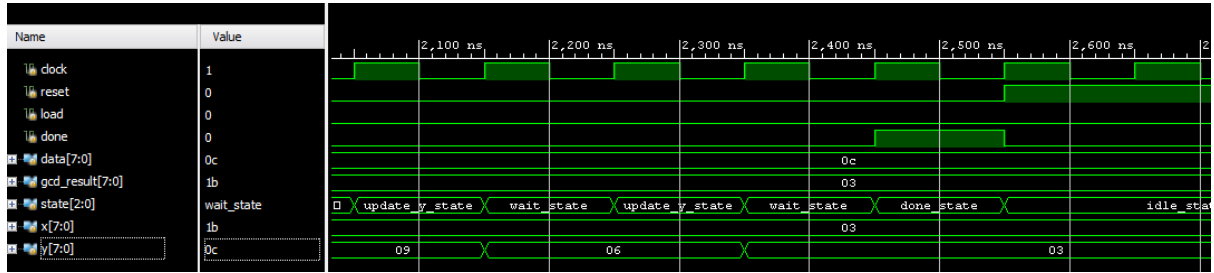 Name Value
2,100 ns 2,200 ns 2,300 ns 2,400 ns 2,500 ns 2,600 ns 2
clock 1
reset 0
load 0
done 0
data[7:0] 0c 0c
gcd_result[7:0] 1b 03
state[2:0] wait_state update_y_state wait_state update_y_state wait_state done_state idle_stat
x[7:0] 1b 03
y[7:0] 0c 09 06 03